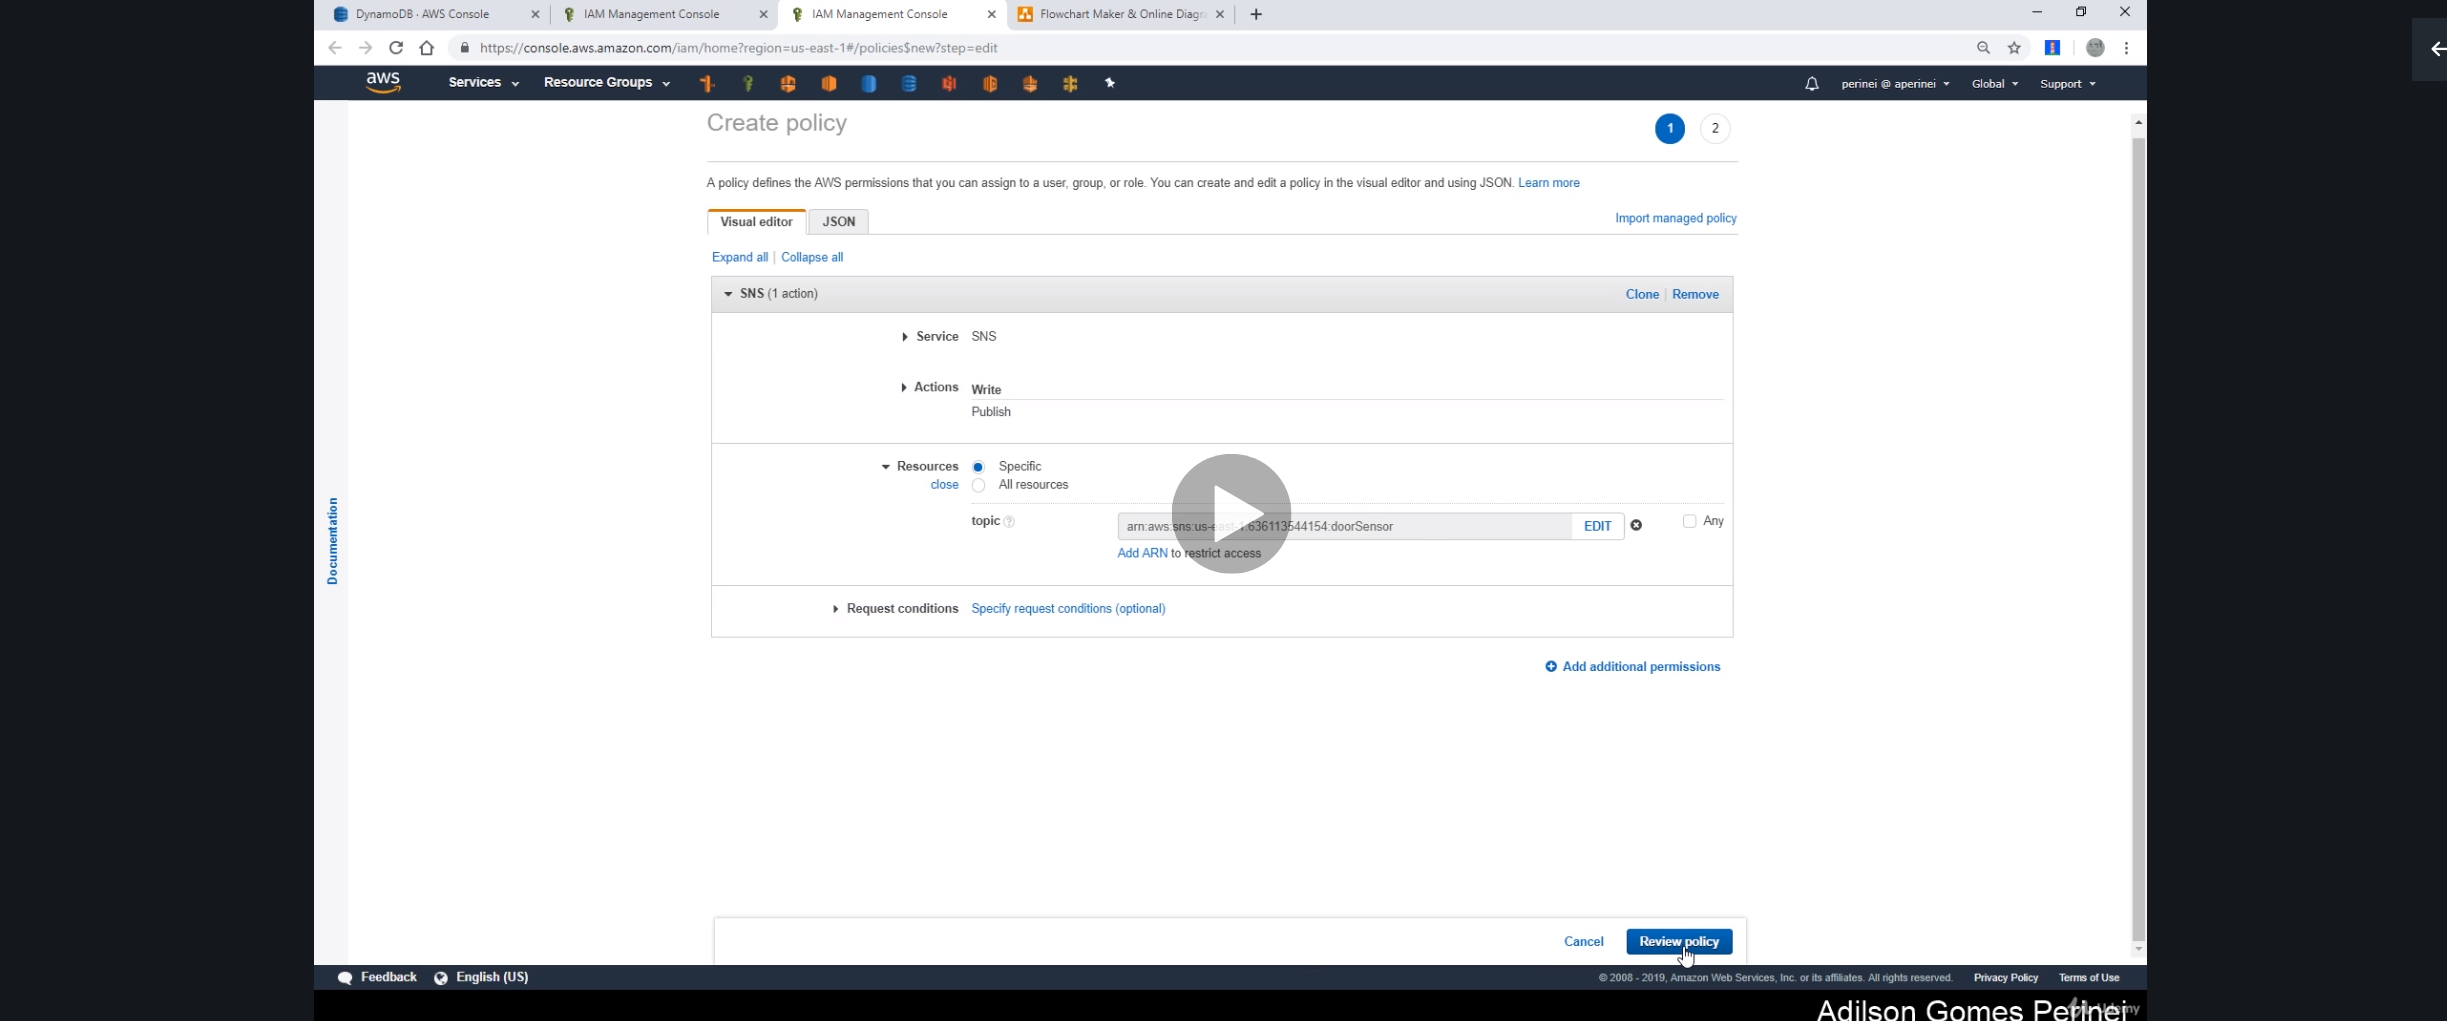 DynamoDB · AWS Console
IAM Management Console
IAM Management Console
Flowchart Maker & Online Diagra
https://console.aws.amazon.com/iam/home?region=us-east-1#/policies$new?step=edit
aws
Services
Resource Groups
perinei @ aperinei
Global
Support
Create policy
1
2
A policy defines the AWS permissions that you can assign to a user, group, or role. You can create and edit a policy in the visual editor and using JSON. Learn more
Visual editor
JSON
Import managed policy
Expand all | Collapse all
SNS (1 action)
Clone | Remove
Service SNS
Actions Write
Publish
Resources Specific
close All resources
topic
arn:aws:sns:us-east-1:636113544154:doorSensor
EDIT
Any
Add ARN to restrict access
Request conditions Specify request conditions (optional)
Add additional permissions
Documentation
Cancel
Review policy
Feedback
English (US)
© 2008 - 2019, Amazon Web Services, Inc. or its affiliates. All rights reserved.
Privacy Policy
Terms of Use
Adilson Gomes Perinei
Udemy